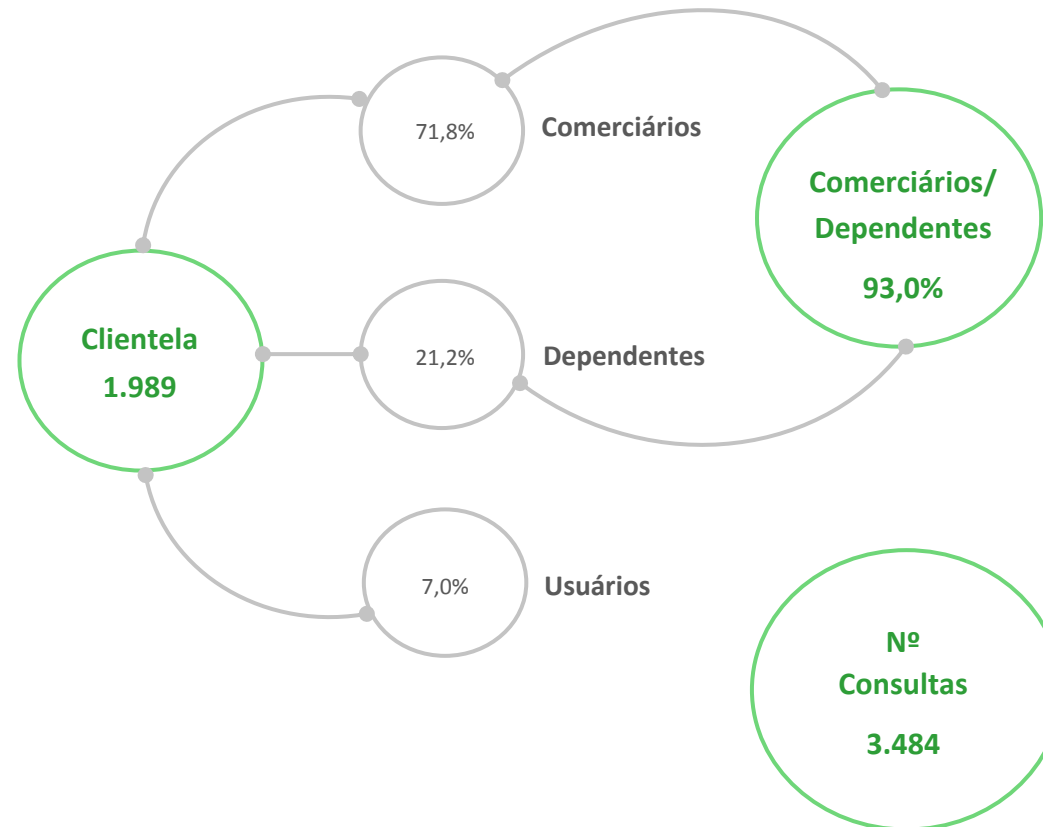 71,8%
Comerciários
Comerciários/
Dependentes
93,0%
Clientela
1.989
21,2%
Dependentes
7,0%
Usuários
Nº
Consultas
3.484